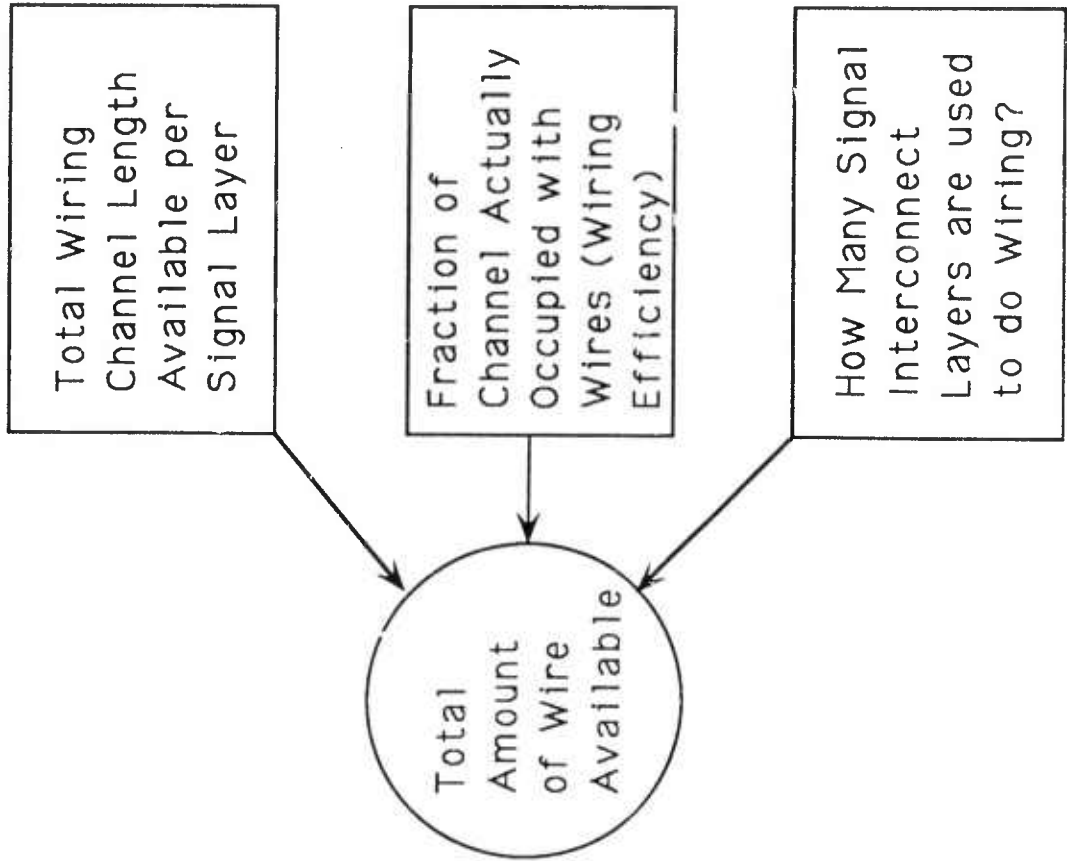 Total Wiring
Channel Length
Available per
Signal Layer
Fraction of
Channel Actually
Occupied with
Wires (Wiring
Efficiency)
How Many Signal
Interconnect
Layers are used
to do Wiring?
Total
Amount
of Wire
Available